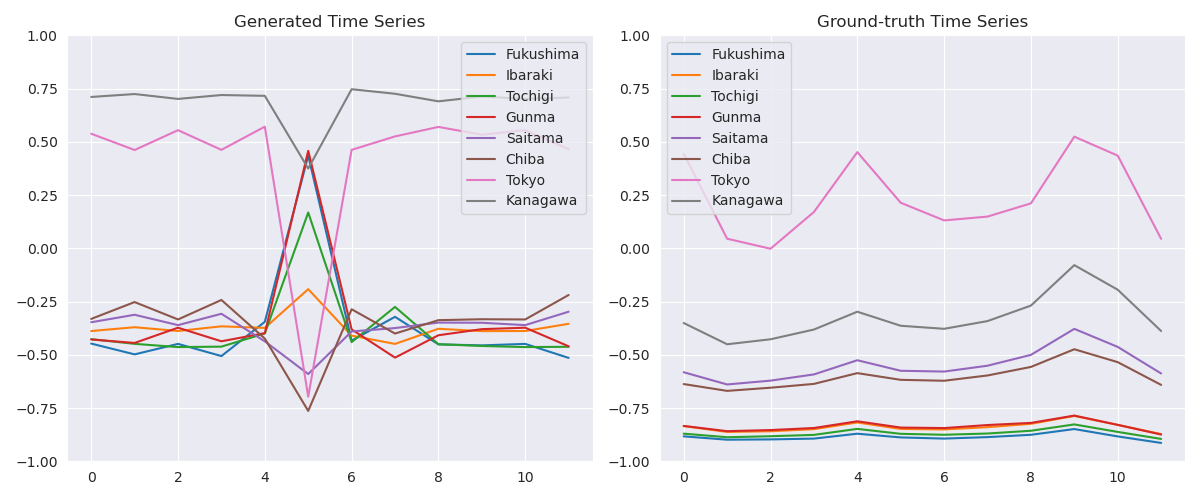 Generated Time Series
1.00
0.75
0.50
0.25
0.00
−0.25
−0.50
−0.75
−1.00
0 2 4 6 8 10
Fukushima
Ibaraki
Tochigi
Gunma
Saitama
Chiba
Tokyo
Kanagawa
Ground-truth Time Series
1.00
0.75
0.50
0.25
0.00
−0.25
−0.50
−0.75
−1.00
0 2 4 6 8 10
Fukushima
Ibaraki
Tochigi
Gunma
Saitama
Chiba
Tokyo
Kanagawa